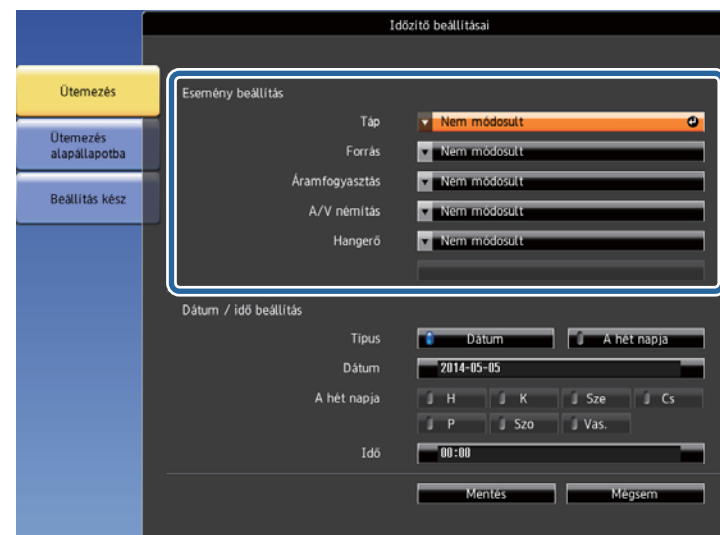 Időzítő beállításai
Ütemezés
Ütemezés
alapállapotba
Beállítás kész
Esemény beállítás
Táp Nem módosult
Forrás Nem módosult
Áramfogyasztás Nem módosult
A/V némítás Nem módosult
Hangerő Nem módosult
Dátum / idő beállítás
Típus Dátum A hét napja
Dátum 2014-05-05
A hét napja H K Sze Cs
P Szo Vas.
Idő 00:00
Mentés Mégsem